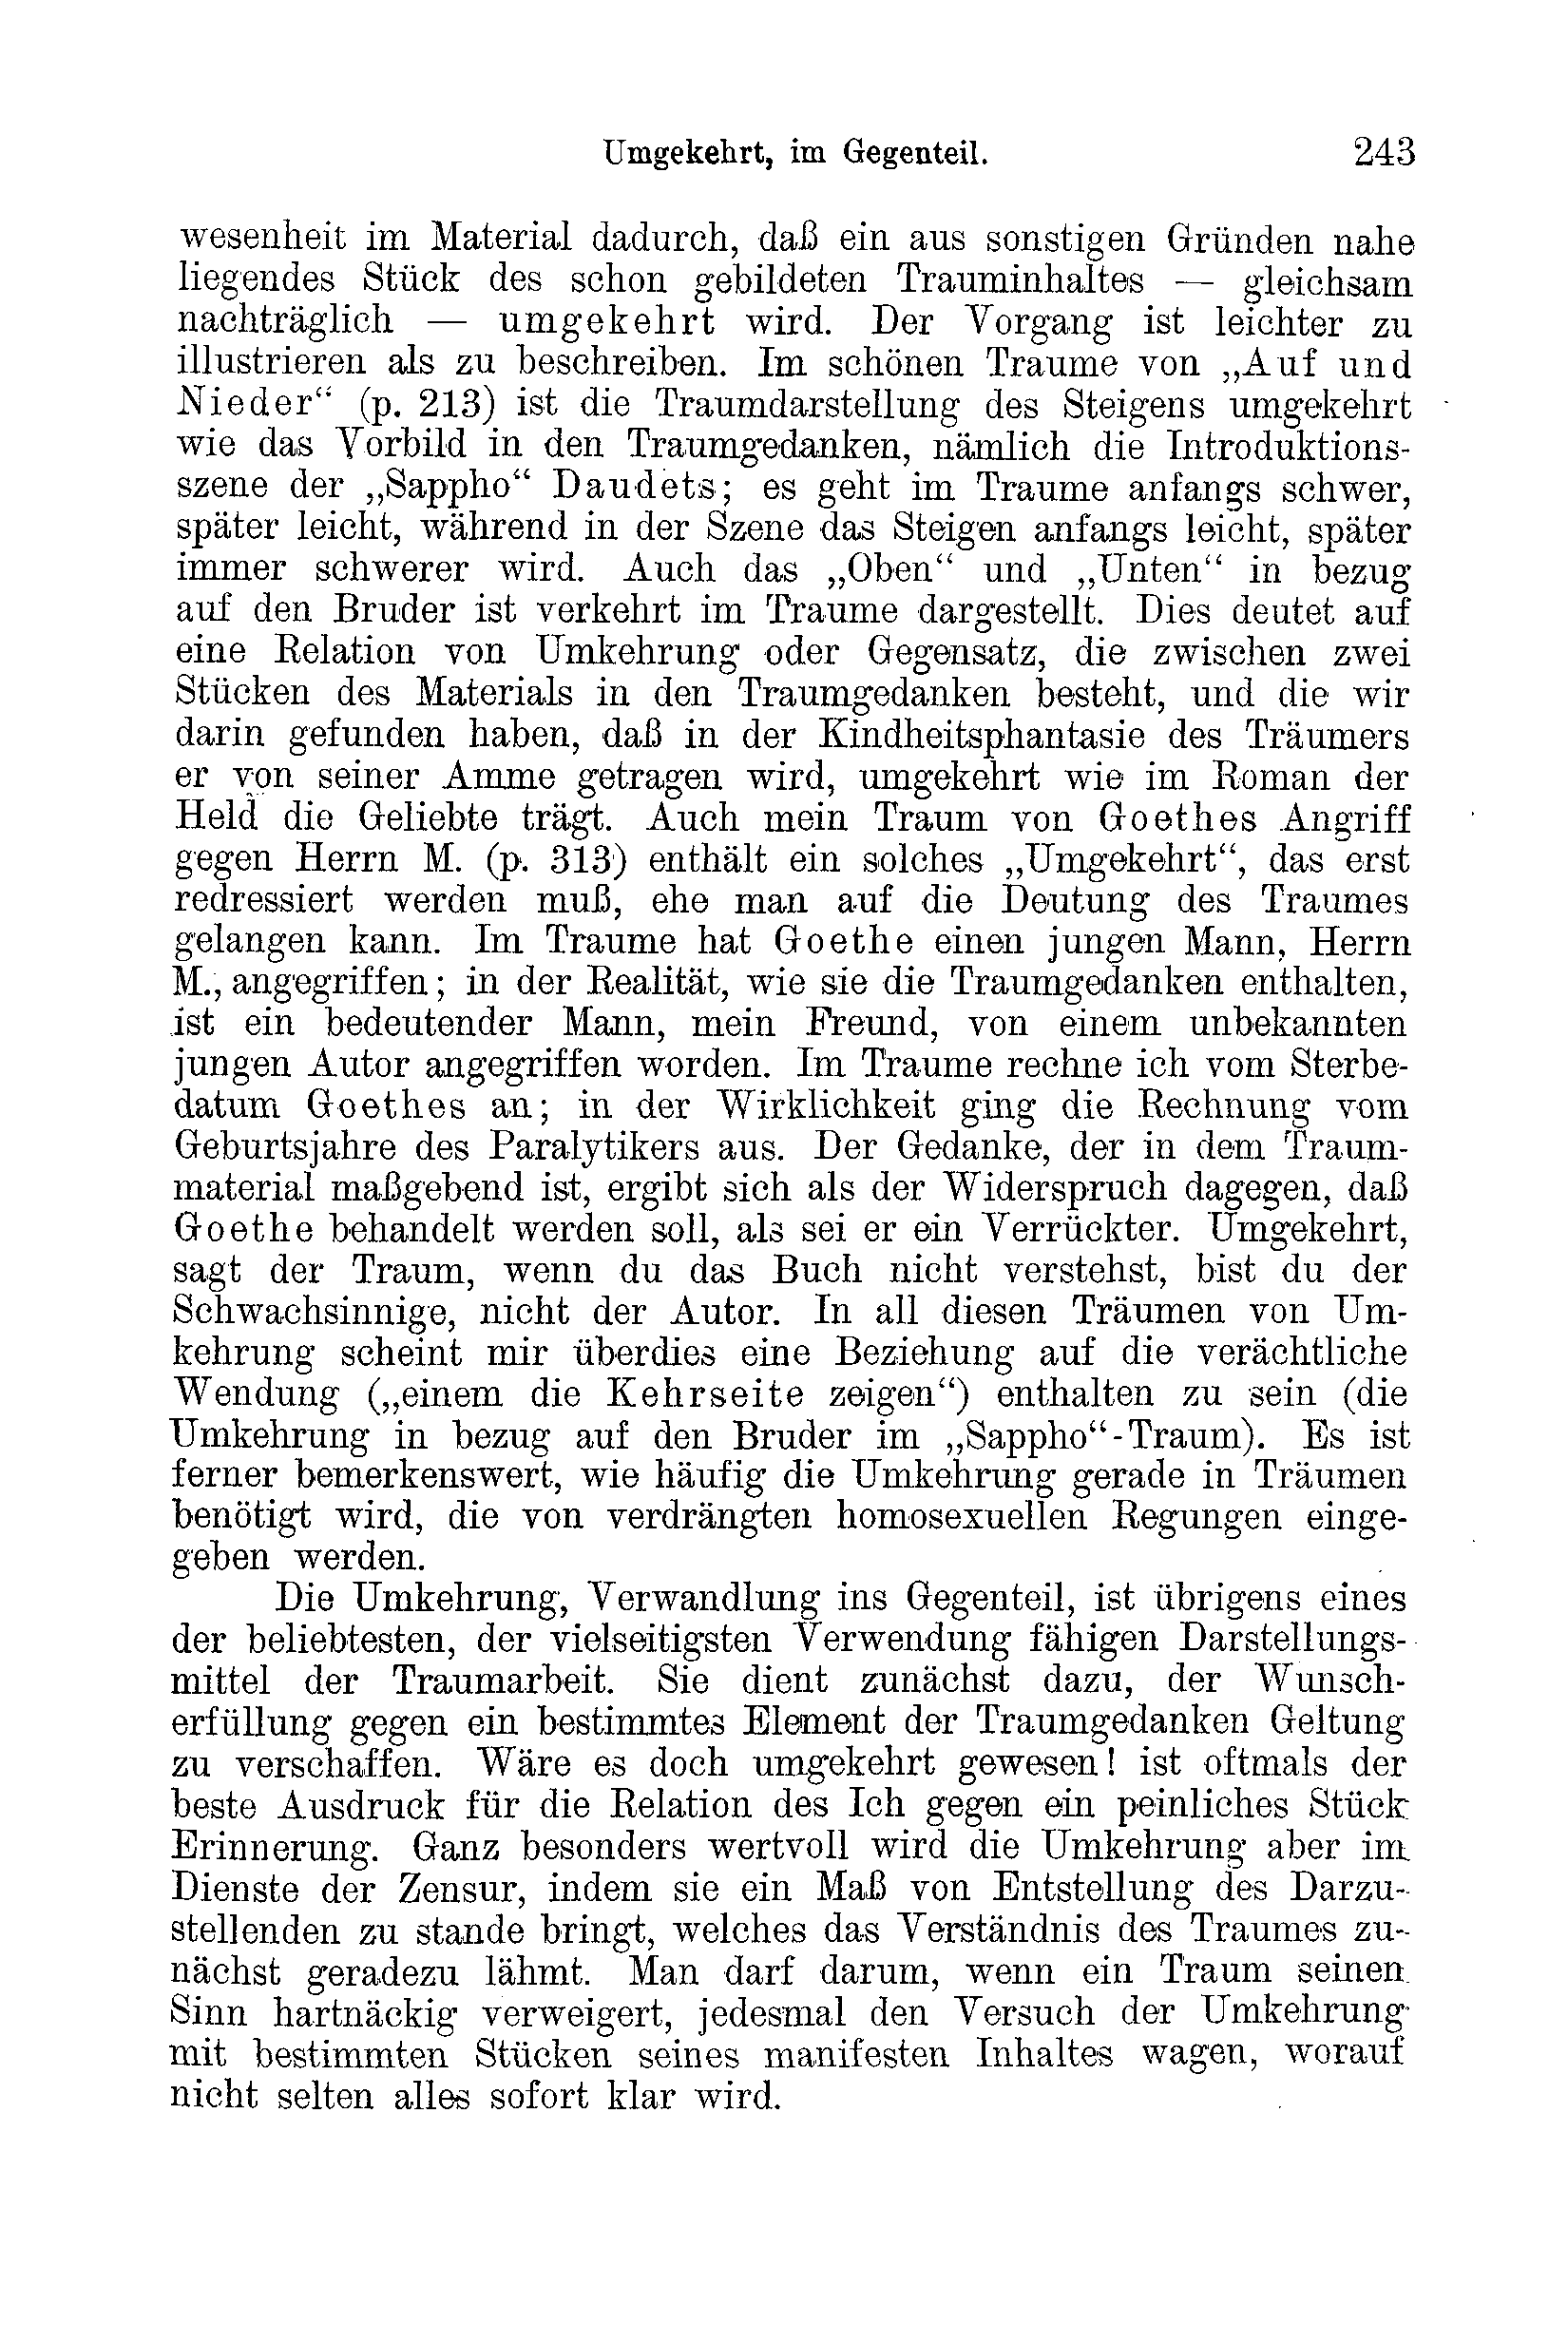 Umgekehrt, im Gegenteil. 243
wesenheit im Material dadurch, daß ein aus sonstigen Gründen nahe
liegendes Stück des schon gebildeten Trauminhaltes — gleichsam
nachträglich — umgekehrt wird. Der Vorgang ist leichter zu
illustrieren als zu beschreiben. Im schönen Traume von „Auf und
Nieder“ (p. 213) ist die Traumdarstellung des Steigens umgekehrt
wie das Vorbild in den Traumgedanken, nämlich die Introduktions-
szene der „Sappho“ Daudets; es geht im Traume anfangs schwer,
später leicht, während in der Szene das Steigen anfangs leicht, später
immer schwerer wird. Auch das „Oben“ und „Unten“ in bezug
auf den Bruder ist verkehrt im Traume dargestellt. Dies deutet auf
eine Relation von Umkehrung oder Gegensatz, die zwischen zwei
Stücken des Materials in den Traumgedanken besteht, und die wir
darin gefunden haben, daß in der Kindheitsphantasie des Träumers
er von seiner Amme getragen wird, umgekehrt wie im Roman der
Held die Geliebte trägt. Auch mein Traum von Goethes Angriff
gegen Herrn M. (p. 313) enthält ein solches „Umgekehrt“, das erst
redressiert werden muß, ehe man auf die Deutung des Traumes
gelangen kann. Im Traume hat Goethe einen jungen Mann, Herrn
M., angegriffen; in der Realität, wie sie die Traumgedanken enthalten,
ist ein bedeutender Mann, mein Freund, von einem unbekannten
jungen Autor angegriffen worden. Im Traume rechne ich vom Sterbe-
datum Goethes an; in der Wirklichkeit ging die Rechnung vom
Geburtsjahre des Paralytikers aus. Der Gedanke, der in dem Traum-
material maßgebend ist, ergibt sich als der Widerspruch dagegen, daß
Goethe behandelt werden soll, als sei er ein Verrückter. Umgekehrt,
sagt der Traum, wenn du das Buch nicht verstehst, bist du der
Schwachsinnige, nicht der Autor. In all diesen Träumen von Um-
kehrung scheint mir überdies eine Beziehung auf die verächtliche
Wendung („einem die Kehrseite zeigen“) enthalten zu sein (die
Umkehrung in bezug auf den Bruder im „Sappho“-Traum). Es ist
ferner bemerkenswert, wie häufig die Umkehrung gerade in Träumen
benötigt wird, die von verdrängten homosexuellen Regungen einge-
geben werden.
Die Umkehrung, Verwandlung ins Gegenteil, ist übrigens eines
der beliebtesten, der vielseitigsten Verwendung fähigen Darstellungs-
mittel der Traumarbeit. Sie dient zunächst dazu, der Wunsch-
erfüllung gegen ein bestimmtes Element der Traumgedanken Geltung
zu verschaffen. Wäre es doch umgekehrt gewesen! ist oftmals der
beste Ausdruck für die Relation des Ich gegen ein peinliches Stück
Erinnerung. Ganz besonders wertvoll wird die Umkehrung aber im
Dienste der Zensur, indem sie ein Maß von Entstellung des Darzu-
stellenden zu stande bringt, welches das Verständnis des Traumes zu-
nächst geradezu lähmt. Man darf darum, wenn ein Traum seinen
Sinn hartnäckig verweigert, jedesmal den Versuch der Umkehrung
mit bestimmten Stücken seines manifesten Inhaltes wagen, worauf
nicht selten alles sofort klar wird.